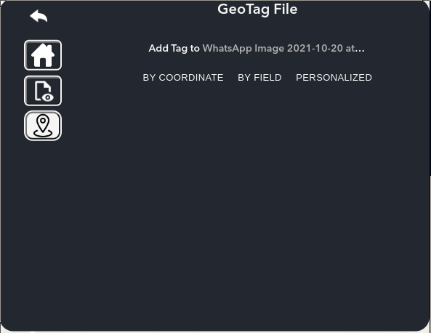 GeoTag File
Add Tag to WhatsApp Image 2021-10-20 at...
BY COORDINATE BY FIELD PERSONALIZED